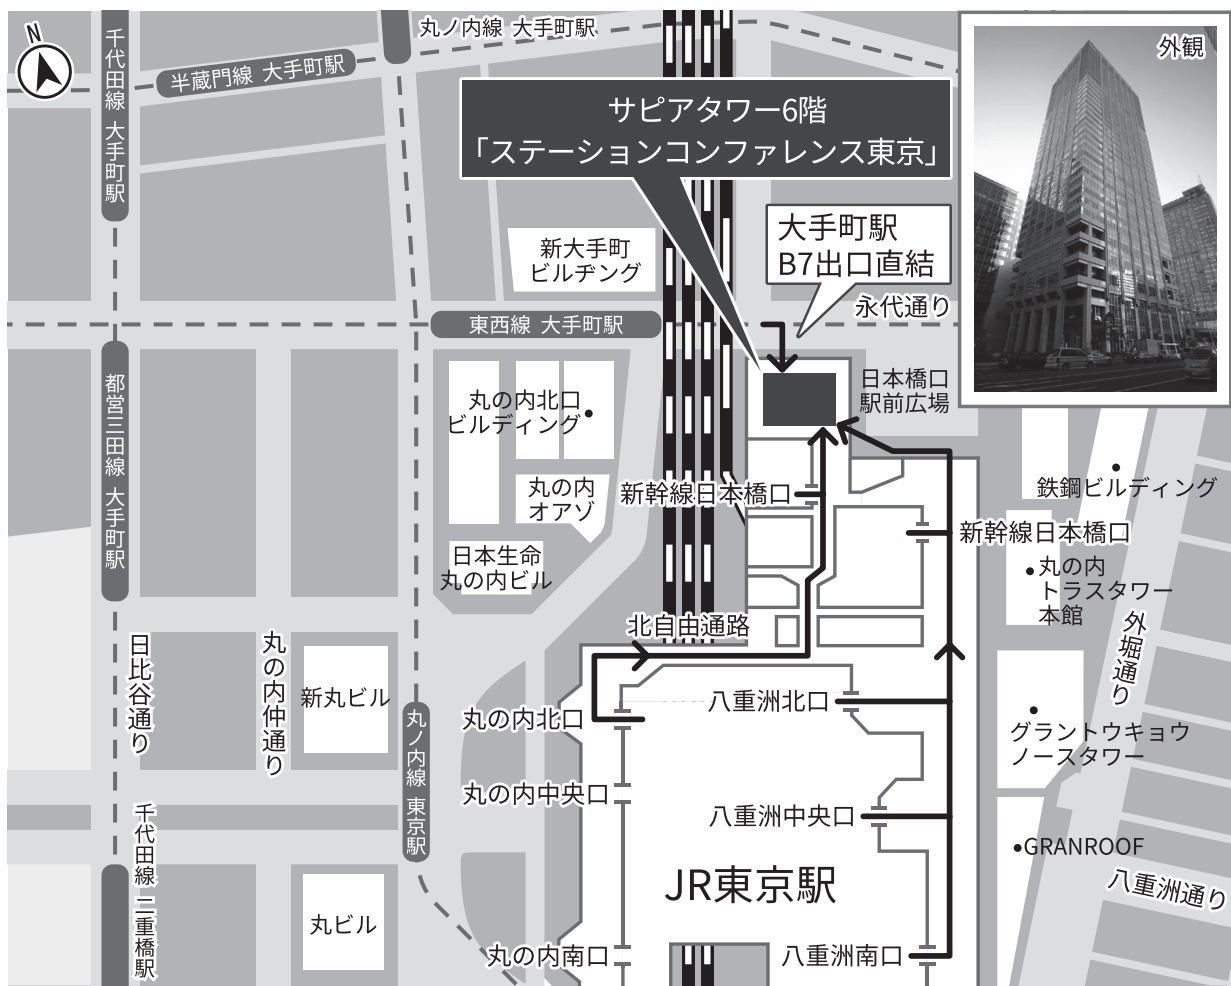 N
千代田線 大手町駅
半蔵門線 大手町駅
丸ノ内線 大手町駅
外観
サピアタワー6階
「ステーションコンファレンス東京」
大手町駅
B7出口直結
新大手町
ビルヂング
永代通り
東西線 大手町駅
都営三田線 大手町駅
丸の内北口
ビルディング
日本橋口
駅前広場
丸の内
オアゾ
新幹線日本橋口
鉄鋼ビルディング
新幹線日本橋口
日本生命
丸の内ビル
丸の内
トラスタワー
本館
北自由通路
外堀通り
日比谷通り
丸の内仲通り
新丸ビル
丸ノ内線 東京駅
丸の内北口
八重洲北口
グラントウキョウ
ノースタワー
丸の内中央口
八重洲中央口
千代田線 二重橋駅
GRANROOF
JR東京駅
八重洲通り
丸ビル
丸の内南口
八重洲南口